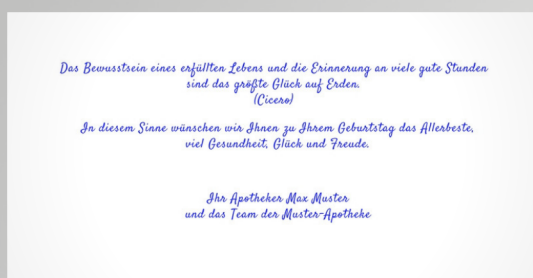 Das Bewusstsein eines erfüllten Lebens und die Erinnerung an viele gute Stunden
sind das größte Glück auf Erden.
(Cicero)
In diesem Sinne wünschen wir Ihnen zu Ihrem Geburtstag das Allerbeste,
viel Gesundheit, Glück und Freude.
Ihr Apotheker Max Muster
und das Team der Muster-Apotheke